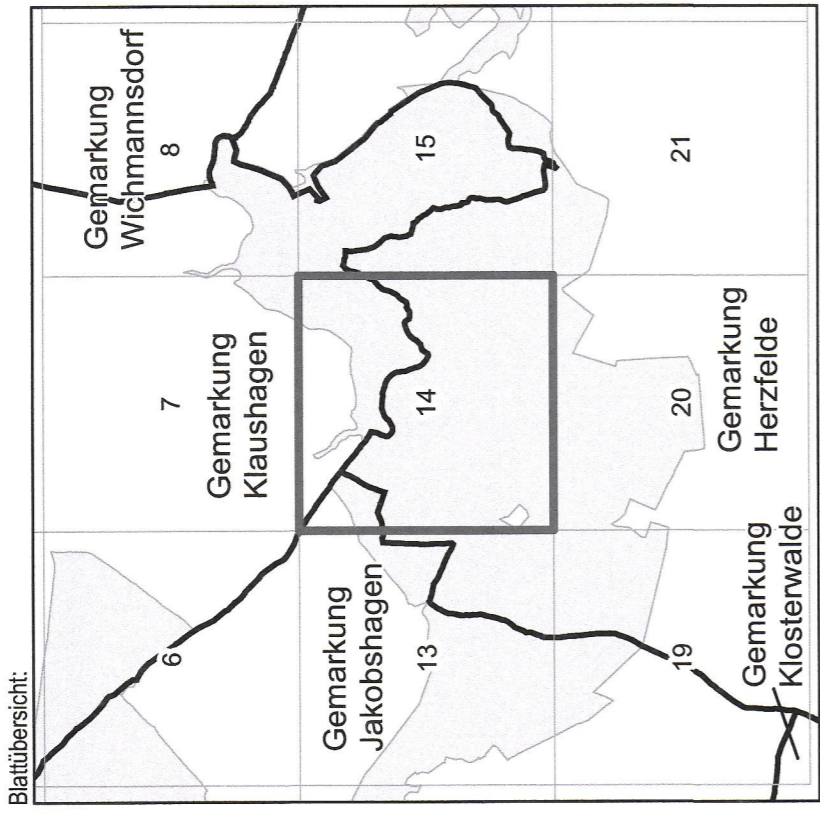 Blattübersicht:
6
7
Gemarkung
Klaushagen
Gemarkung
Wichmannsdorf
8
Gemarkung
Jakobshagen
13
14
15
19
Gemarkung
Klosterwalde
20
Gemarkung
Herzfelde
21